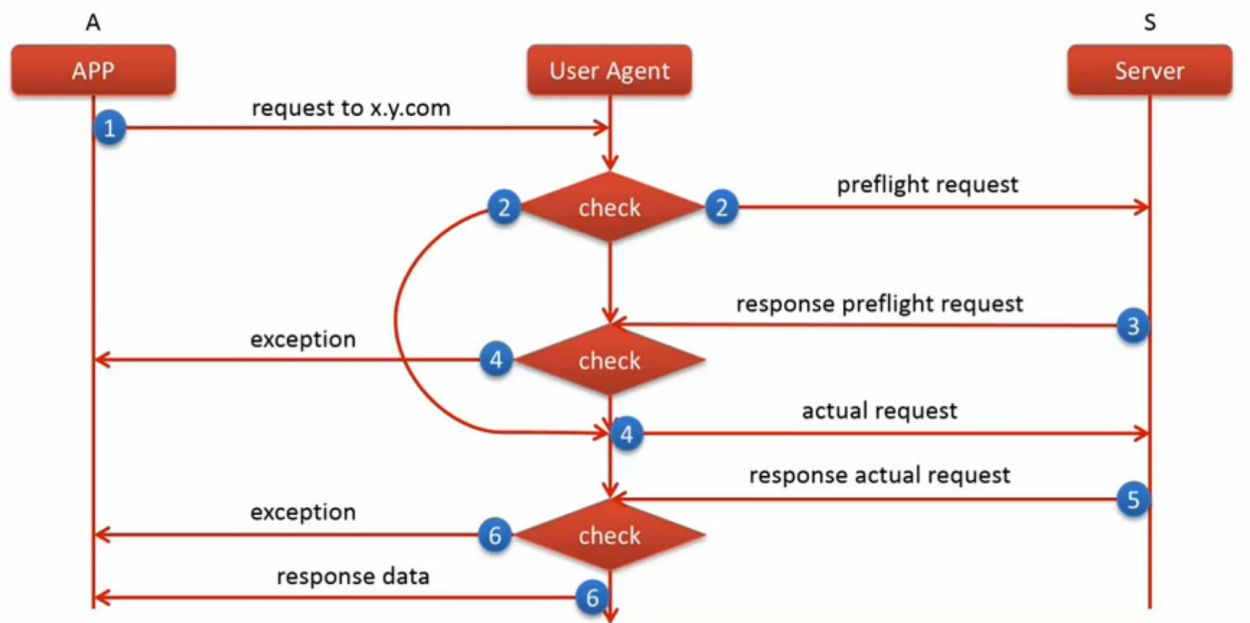 A
S
APP
User Agent
Server
request to x.y.com
1
2
check
2
preflight request
response preflight request
3
exception
4
check
actual request
4
response actual request
5
exception
6
check
response data
6